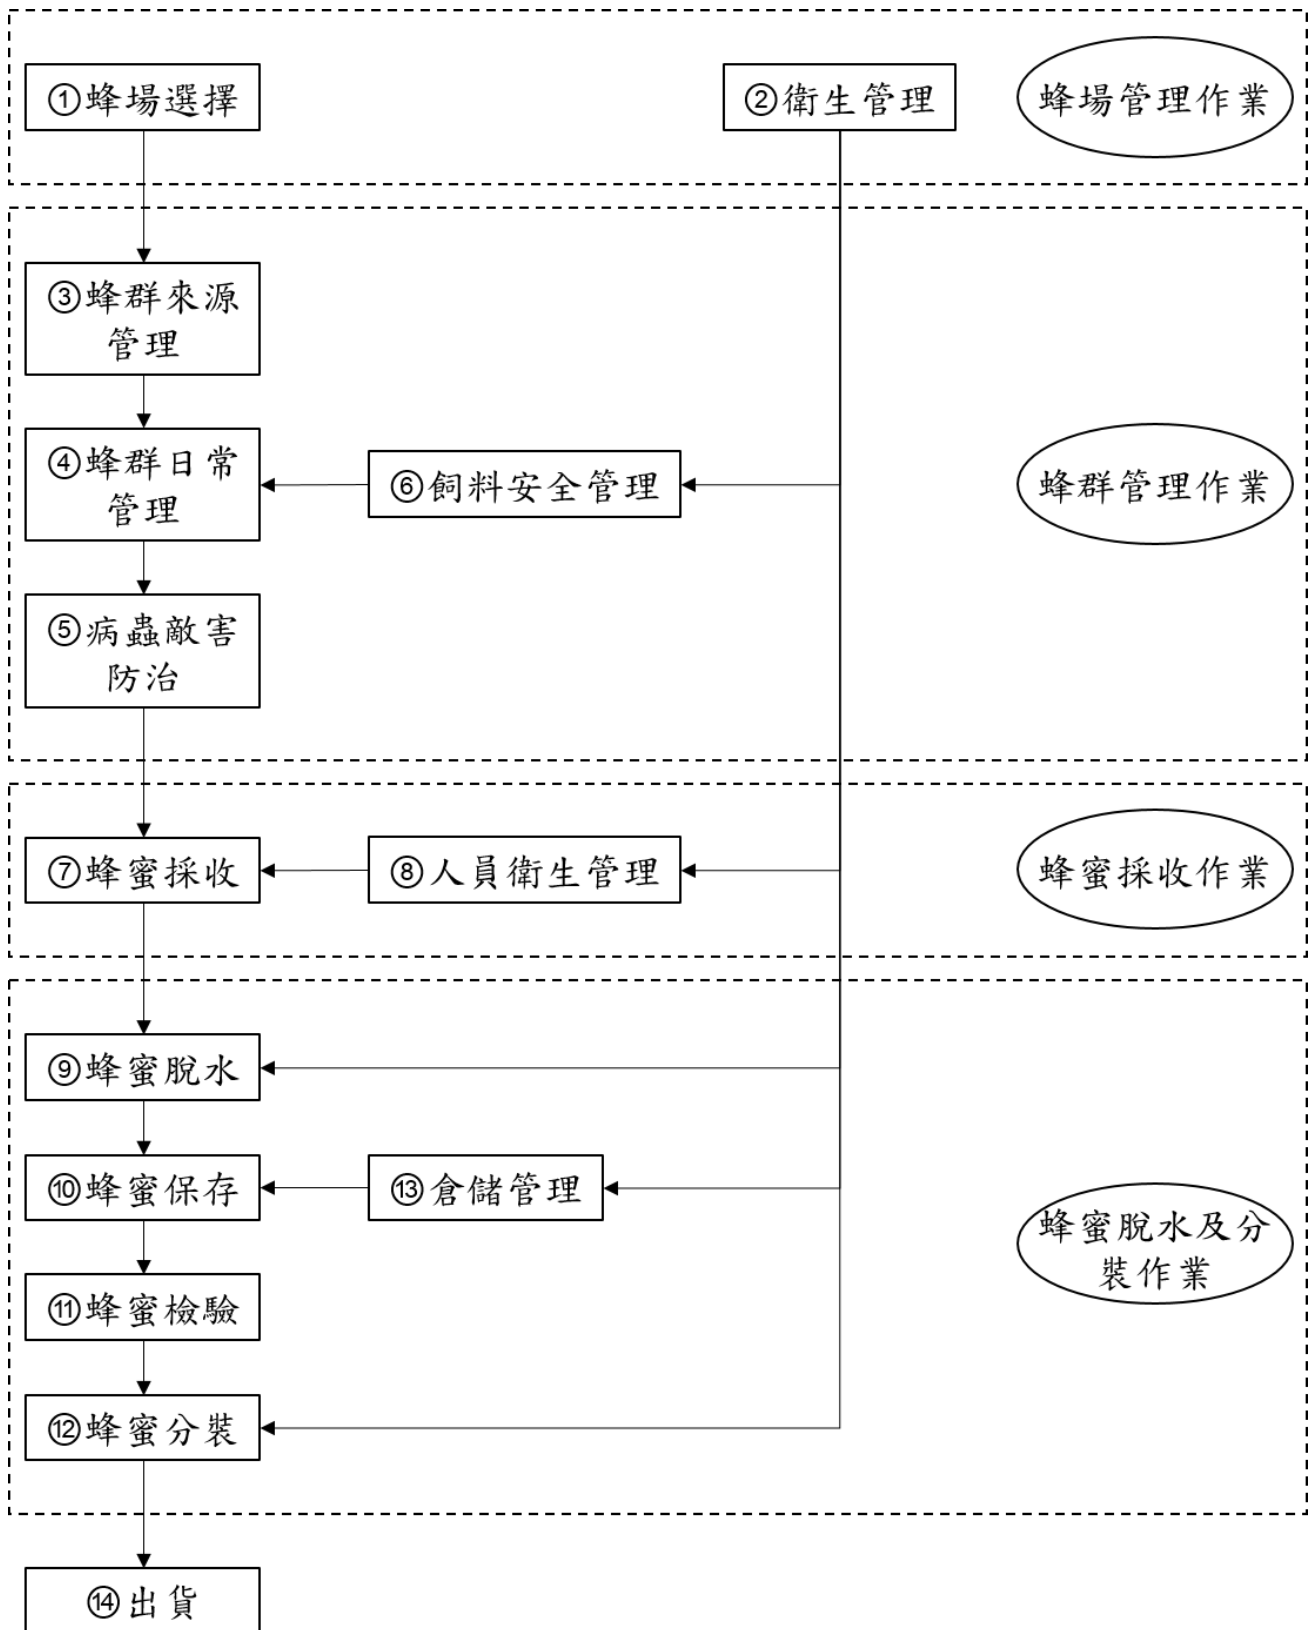 ①蜂場選擇
②衛生管理
蜂場管理作業
③蜂群來源
管理
④蜂群日常
管理
⑥飼料安全管理
蜂群管理作業
⑤病蟲敵害
防治
⑦蜂蜜採收
⑧人員衛生管理
蜂蜜採收作業
⑨蜂蜜脫水
⑩蜂蜜保存
⑬倉儲管理
蜂蜜脫水及分
裝作業
⑪蜂蜜檢驗
⑫蜂蜜分裝
⑭出貨